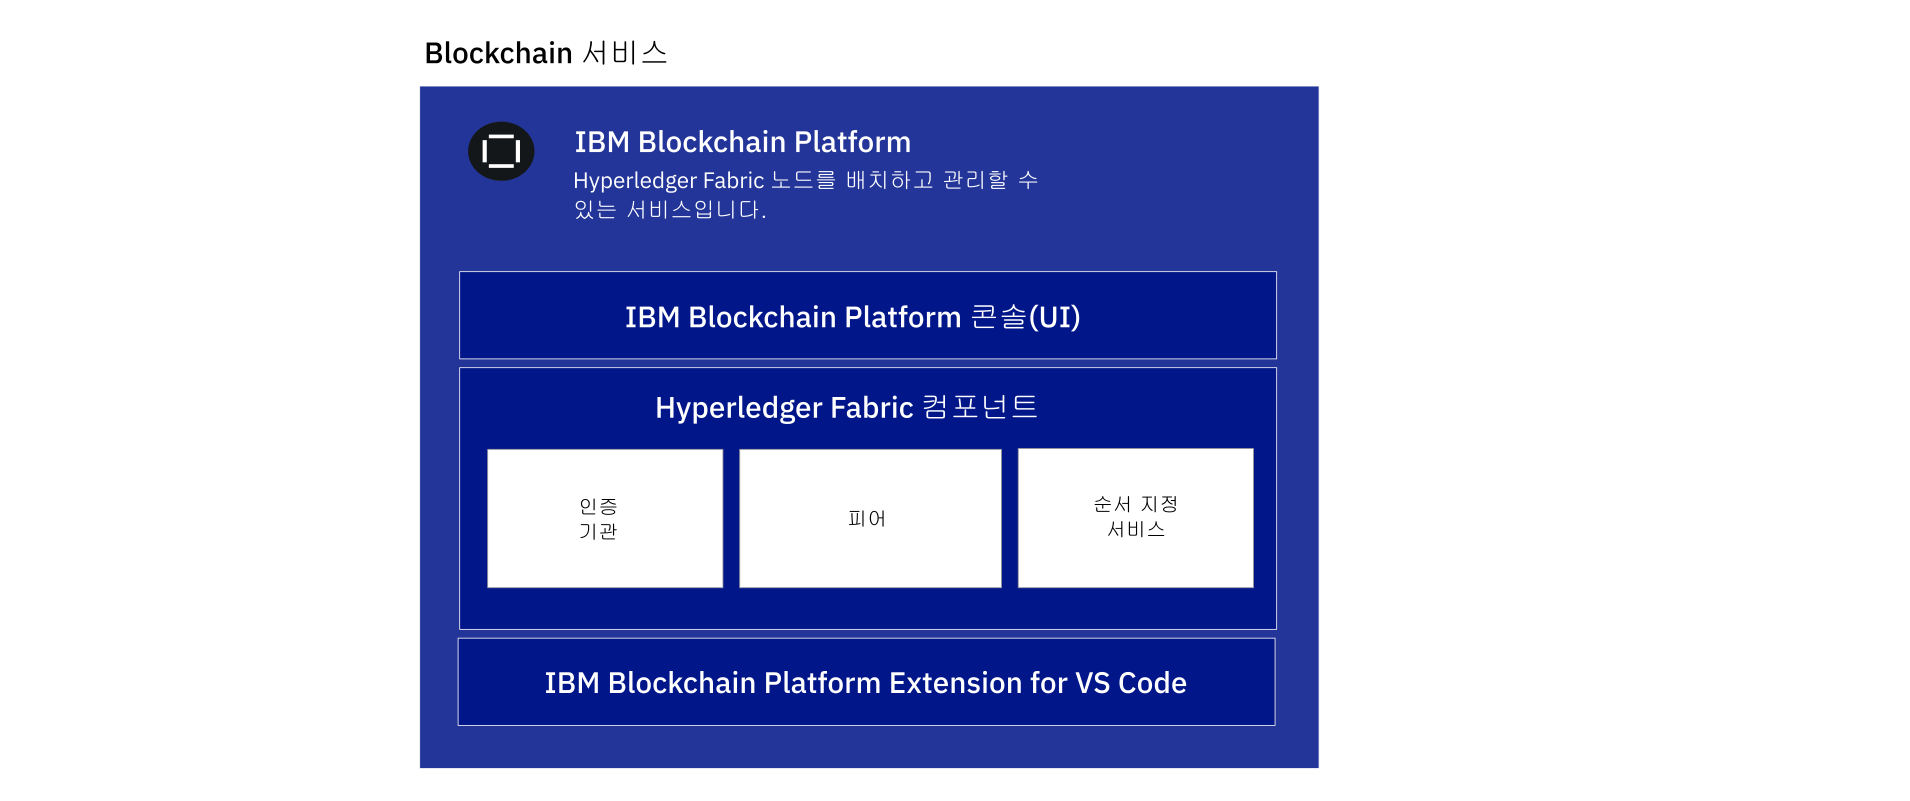 Blockchain 서비스
IBM Blockchain Platform
Hyperledger Fabric 노드를 배치하고 관리할 수
있는 서비스입니다.
IBM Blockchain Platform 콘솔(UI)
Hyperledger Fabric 컴포넌트
인증
기관
피어
순서 지정
서비스
IBM Blockchain Platform Extension for VS Code